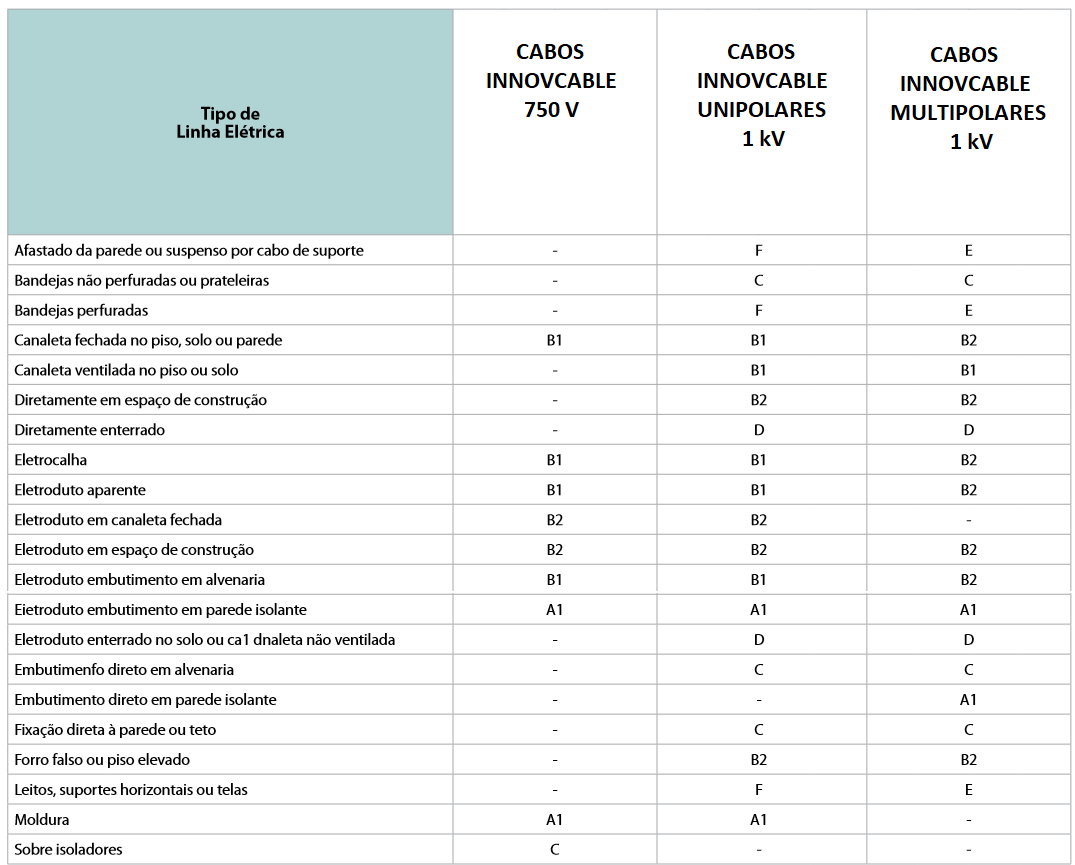 Tipo de
Linha Elétrica
CABOS
INNOVCABLE
750 V
CABOS
INNOVCABLE
UNIPOLARES
1 kV
CABOS
INNOVCABLE
MULTIPOLARES
1 kV
Afastado da parede ou suspenso por cabo de suporte - F E
Bandejas não perfuradas ou prateleiras - C C
Bandejas perfuradas - F E
Canaleta fechada no piso, solo ou parede B1 B1 B2
Canaleta ventilada no piso ou solo - B1 B1
Diretamente em espaço de construção - B2 B2
Diretamente enterrado - D D
Eletrocalha B1 B1 B2
Eletroduto aparente B1 B1 B2
Eletroduto em canaleta fechada B2 B2 -
Eletroduto em espaço de construção B2 B2 B2
Eletroduto embutimento em alvenaria B1 B1 B2
Eietroduto embutimento em parede isolante A1 A1 A1
Eletroduto enterrado no solo ou ca1 dnaleta não ventilada - D D
Embutimenfo direto em alvenaria - C C
Embutimento direto em parede isolante - - A1
Fixação direta à parede ou teto - C C
Forro falso ou piso elevado - B2 B2
Leitos, suportes horizontais ou telas - F E
Moldura A1 A1 -
Sobre isoladores C - -